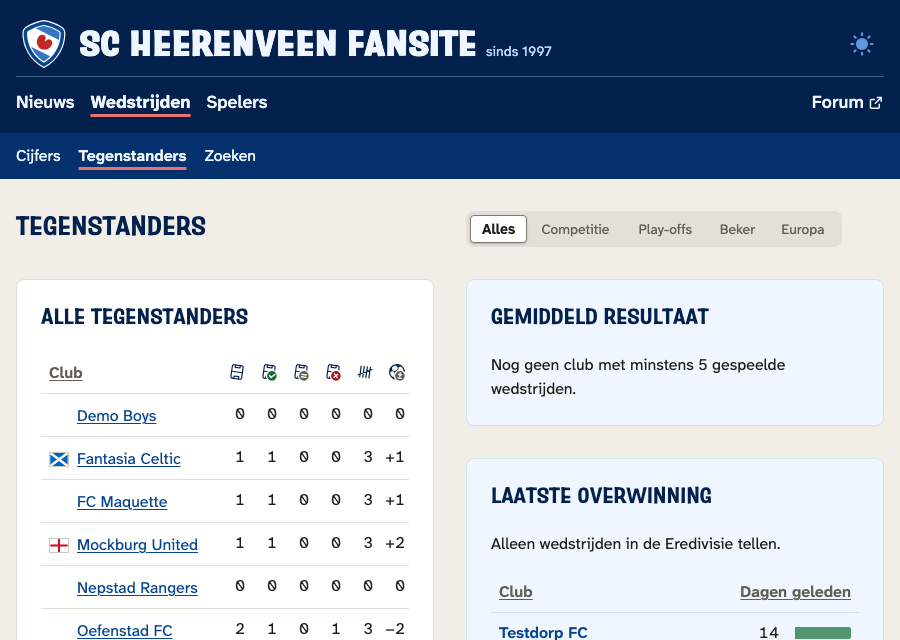 SC HEERENVEEN FANSITE sinds 1997
Nieuws Wedstrijden Spelers Forum
Cijfers Tegenstanders Zoeken
TEGENSTANDERS
Alles Competitie Play-offs Beker Europa
ALLE TEGENSTANDERS
Club
Demo Boys 0 0 0 0 0 0
Fantasia Celtic 1 1 0 0 3 +1
FC Maquette 1 1 0 0 3 +1
Mockburg United 1 1 0 0 3 +2
Nepstad Rangers 0 0 0 0 0 0
Oefenstad FC 2 1 0 1 3 −2
GEMIDDELD RESULTAAT
Nog geen club met minstens 5 gespeelde
wedstrijden.
LAATSTE OVERWINNING
Alleen wedstrijden in de Eredivisie tellen.
Club Dagen geleden
Testdorp FC 14